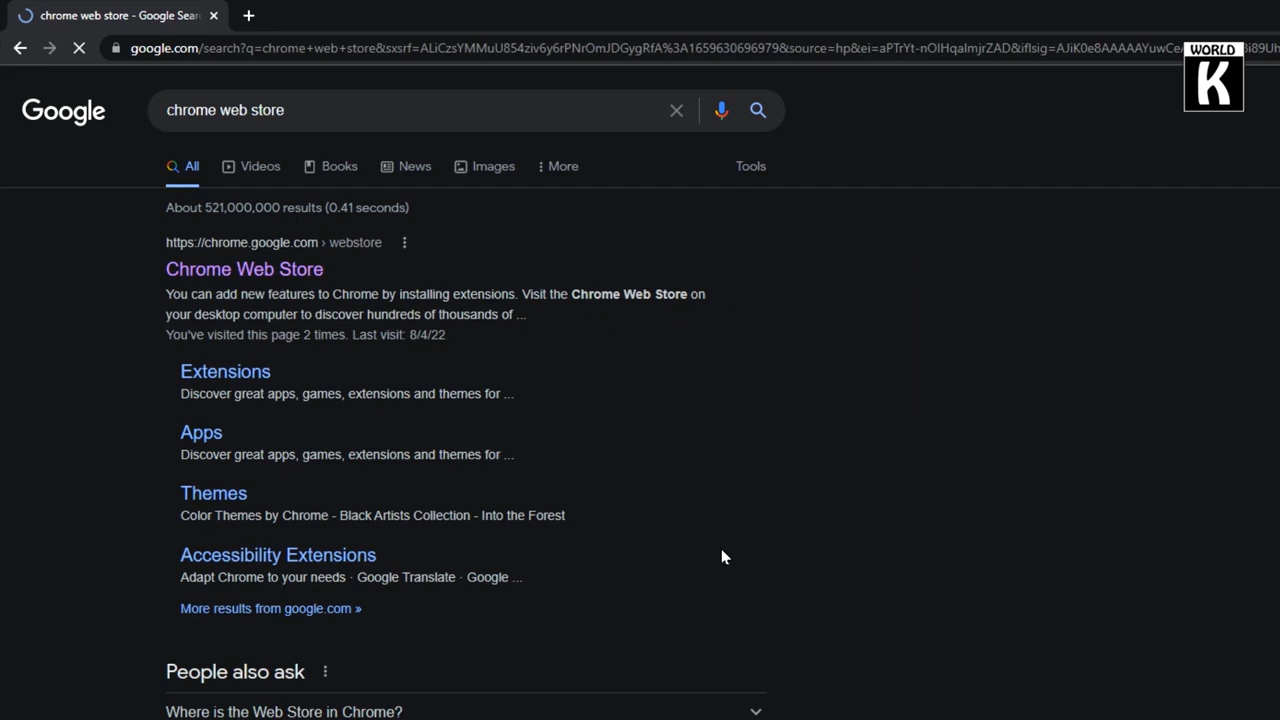 chrome web store - Google Sear
google.com/search?q=chrome+web+store&sxsrf=ALiCzsYMMuU854ziv6y6rPNrOmJDGygRfA%3A1659630696979&source=hp&ei=aPTrYt-nOIHqaImjrZAD&iflsig=AJiK0e8AAAAAYuwCeA
WORLD
K
Google
chrome web store
All
Videos
Books
News
Images
More
Tools
About 521,000,000 results (0.41 seconds)
https://chrome.google.com › webstore
Chrome Web Store
You can add new features to Chrome by installing extensions. Visit the Chrome Web Store on
your desktop computer to discover hundreds of thousands of ...
You've visited this page 2 times. Last visit: 8/4/22
Extensions
Discover great apps, games, extensions and themes for ...
Apps
Discover great apps, games, extensions and themes for ...
Themes
Color Themes by Chrome - Black Artists Collection - Into the Forest
Accessibility Extensions
Adapt Chrome to your needs · Google Translate · Google ...
More results from google.com »
People also ask
Where is the Web Store in Chrome?